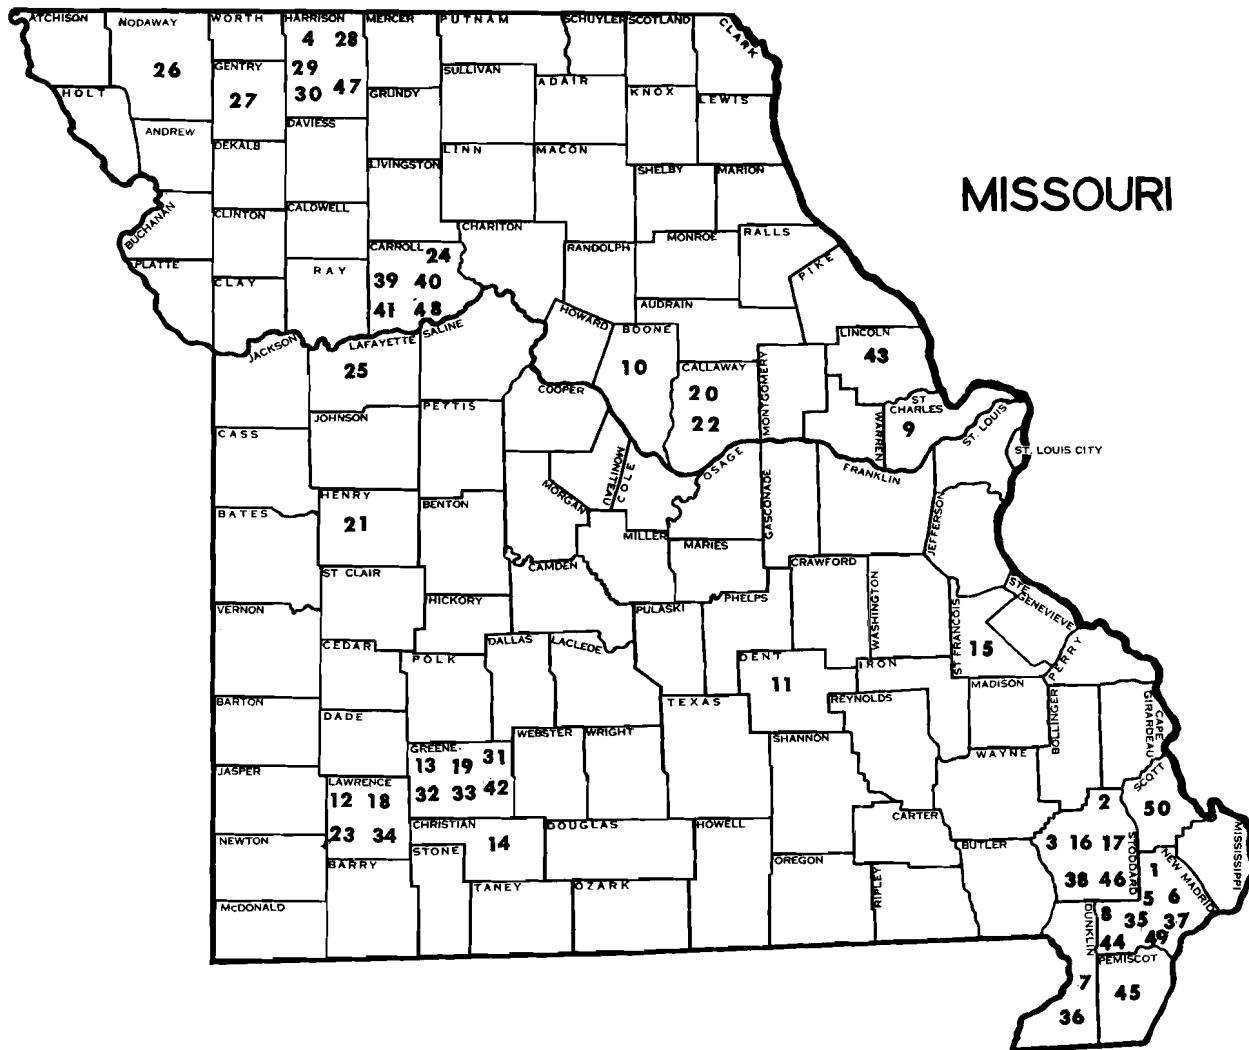 ATCHISON
NODAWAY
WORTH
HARRISON
MERCER
PUTNAM
SCHUYLER
SCOTLAND
CLARK
4 28
26
GENTRY
29
SULLIVAN
ADAIR
HOLT
27
30 47
GRUNDY
KNOX
LEWIS
ANDREW
DAVIESS
DEKALB
LINN
MACON
LIVINGSTON
SHELBY
MARION
MISSOURI
BUCHANAN
CLINTON
CALDWELL
CHARITON
RANDOLPH
MONROE
RALLS
PLATTE
CLAY
RAY
CARROLL
24
39 40
41 48
PIKE
AUDRAIN
HOWARD
BOONE
LINCOLN
JACKSON
LAFAYETTE
SALINE
43
25
10
CALLAWAY
20
22
MONTGOMERY
COOPER
WARREN
ST CHARLES
9
ST. LOUIS
ST. LOUIS CITY
CASS
JOHNSON
PETTIS
MONITEAU
COLE
OSAGE
GASCONADE
FRANKLIN
MORGAN
JEFFERSON
BATES
HENRY
21
BENTON
MILLER
MARIES
CRAWFORD
WASHINGTON
ST CLAIR
CAMDEN
VERNON
HICKORY
PULASKI
PHELPS
STE. GENEVIEVE
ST FRANCOIS
15
PERRY
CEDAR
POLK
DALLAS
LACLEDE
DENT
11
IRON
MADISON
BARTON
DADE
TEXAS
REYNOLDS
BOLLINGER
CAPE GIRARDEAU
GREENE
13 19 31
32 33 42
WEBSTER
WRIGHT
SHANNON
WAYNE
JASPER
LAWRENCE
12 18
23 34
SCOTT
50
2
NEWTON
CHRISTIAN
14
DOUGLAS
HOWELL
CARTER
BUTLER
3 16 17
38 46
STODDARD
MISSISSIPPI
BARRY
STONE
OREGON
RIPLEY
NEW MADRID
1
5 6
McDONALD
TANEY
OZARK
DUNKLIN
8 35 37
44 49
PEMISCOT
7
45
36